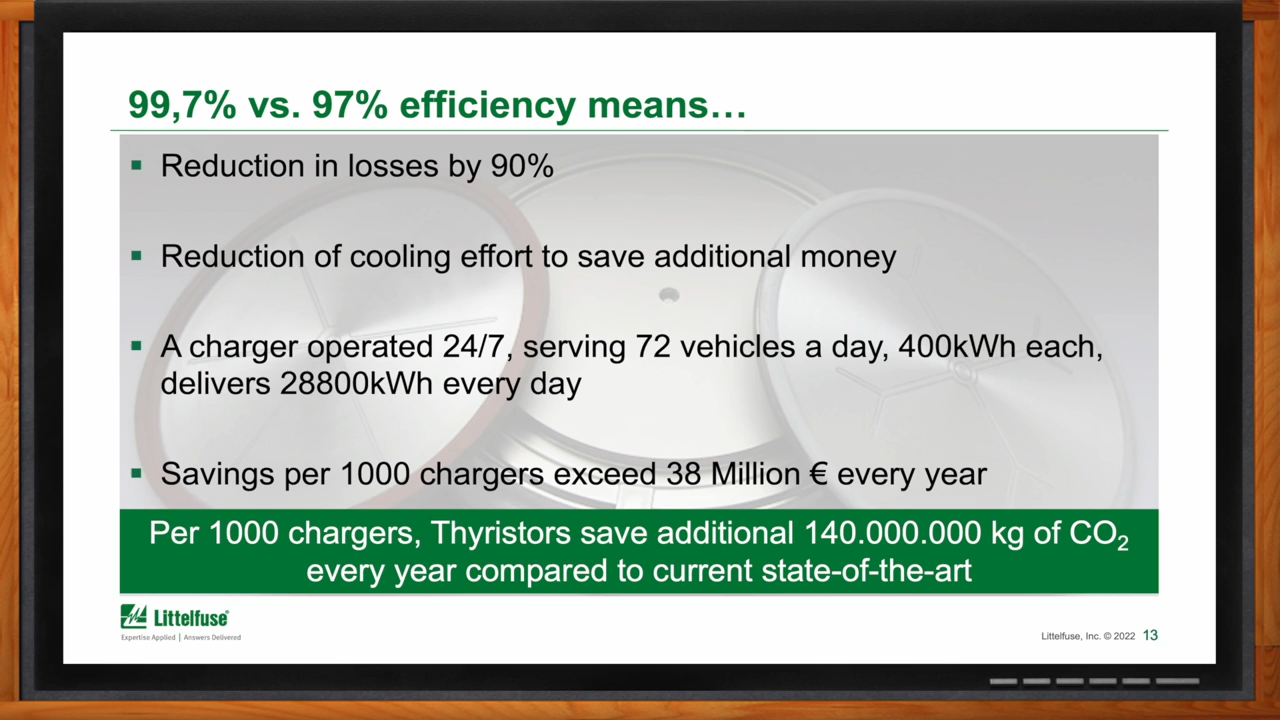 99,7% vs. 97% efficiency means…
▪ Reduction in losses by 90%
▪ Reduction of cooling effort to save additional money
▪ A charger operated 24/7, serving 72 vehicles a day, 400kWh each,
delivers 28800kWh every day
▪ Savings per 1000 chargers exceed 38 Million € every year
Per 1000 chargers, Thyristors save additional 140.000.000 kg of CO₂
every year compared to current state-of-the-art
Littelfuse®
Expertise Applied | Answers Delivered
Littelfuse, Inc. © 2022 13